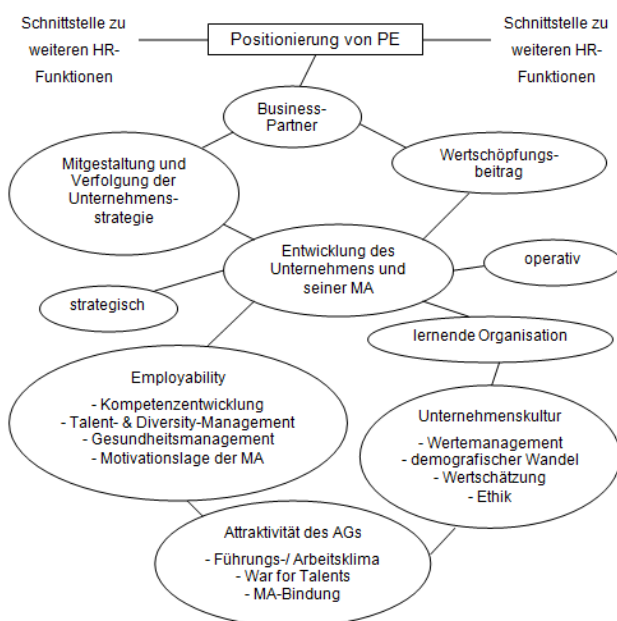 Schnittstelle zu
weiteren HR-
Funktionen
Positionierung von PE
Schnittstelle zu
weiteren HR-
Funktionen
Business-
Partner
Mitgestaltung und
Verfolgung der
Unternehmens-
strategie
Wertschöpfungs-
beitrag
Entwicklung des
Unternehmens und
seiner MA
operativ
strategisch
lernende Organisation
Employability
- Kompetenzentwicklung
- Talent- & Diversity-Management
- Gesundheitsmanagement
- Motivationslage der MA
Unternehmenskultur
- Wertemanagement
- demografischer Wandel
- Wertschätzung
- Ethik
Attraktivität des AGs
- Führungs-/ Arbeitsklima
- War for Talents
- MA-Bindung